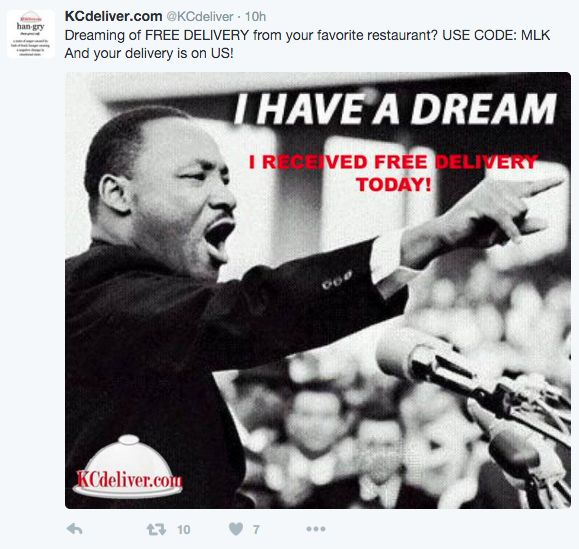 KCdeliver.com @KCdeliver · 10h
Dreaming of FREE DELIVERY from your favorite restaurant? USE CODE: MLK
And your delivery is on US!
han·gry
I HAVE A DREAM
I RECEIVED FREE DELIVERY
TODAY!
KCdeliver.com
10
7